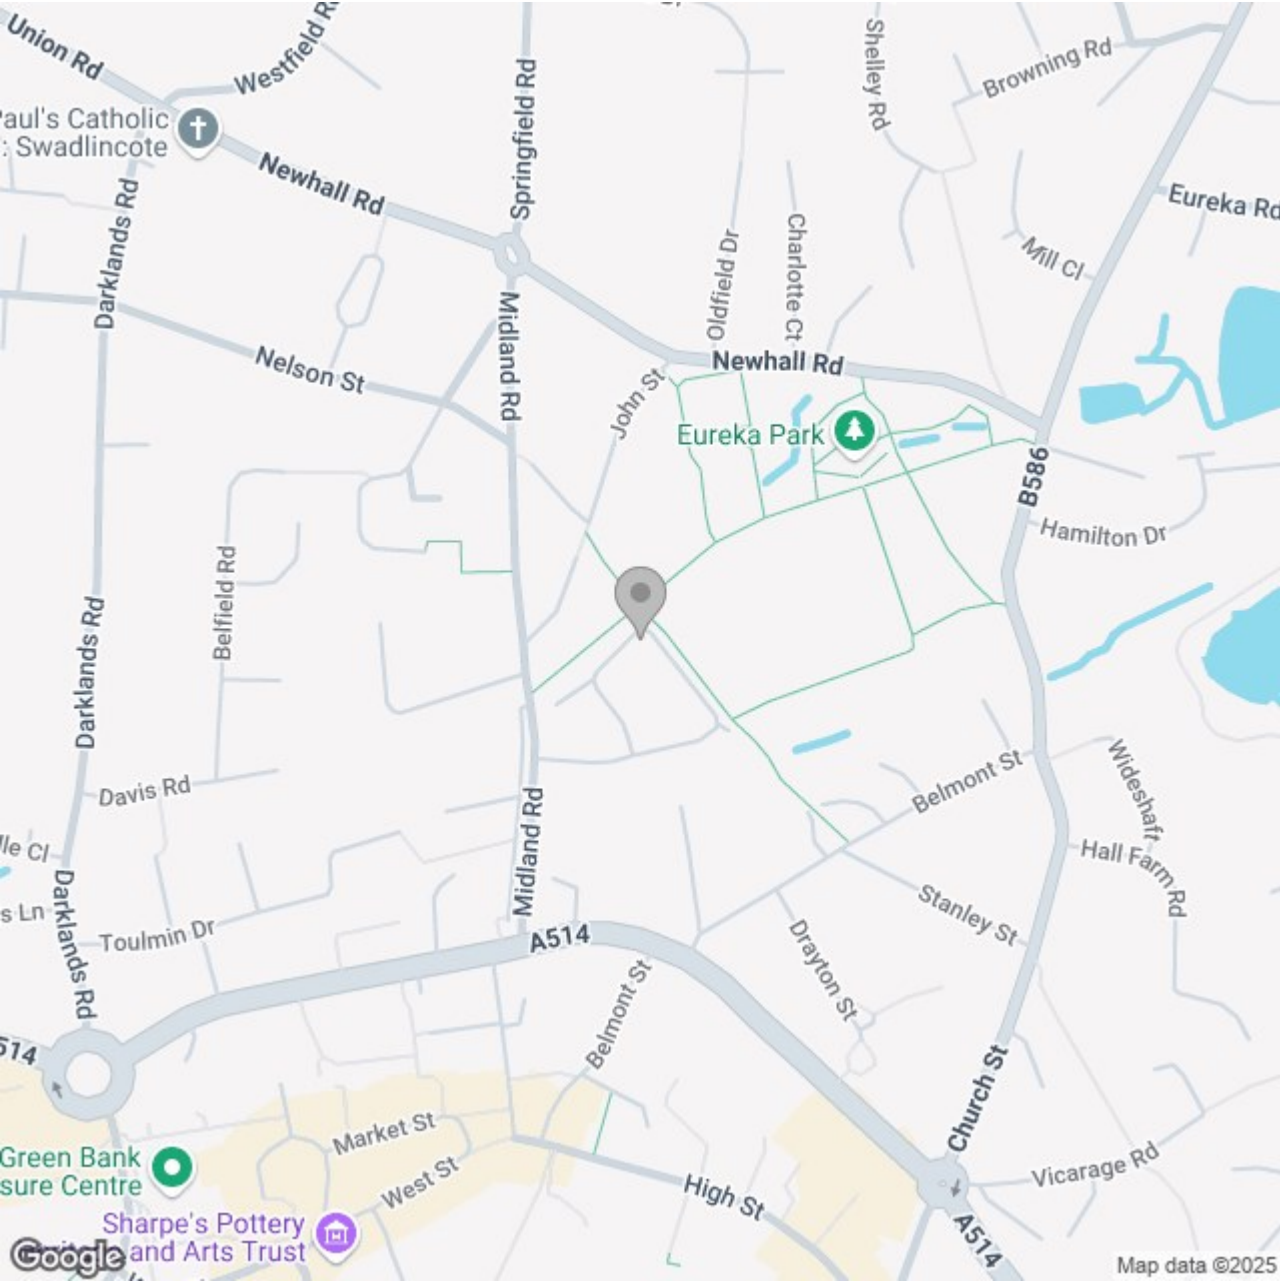 Union Rd
Westfield Rd
Springfield Rd
Shelley Rd
Browning Rd
Paul's Catholic
: Swadlincote
Newhall Rd
Darklands Rd
Eureka Rd
Mill Cl
Oldfield Dr
Charlotte Ct
Midland Rd
Nelson St
Newhall Rd
John St
Eureka Park
B586
Hamilton Dr
Belfield Rd
Darklands Rd
Davis Rd
Belmont St
Wideshaft
Midland Rd
lle Cl
Hall Farm Rd
s Ln
Darklands Rd
Toulmin Dr
A514
Stanley St
Drayton St
Belmont St
514
Church St
Market St
Green Bank
sure Centre
West St
Vicarage Rd
High St
Sharpe's Pottery
and Arts Trust
A514
Google
Map data ©2025